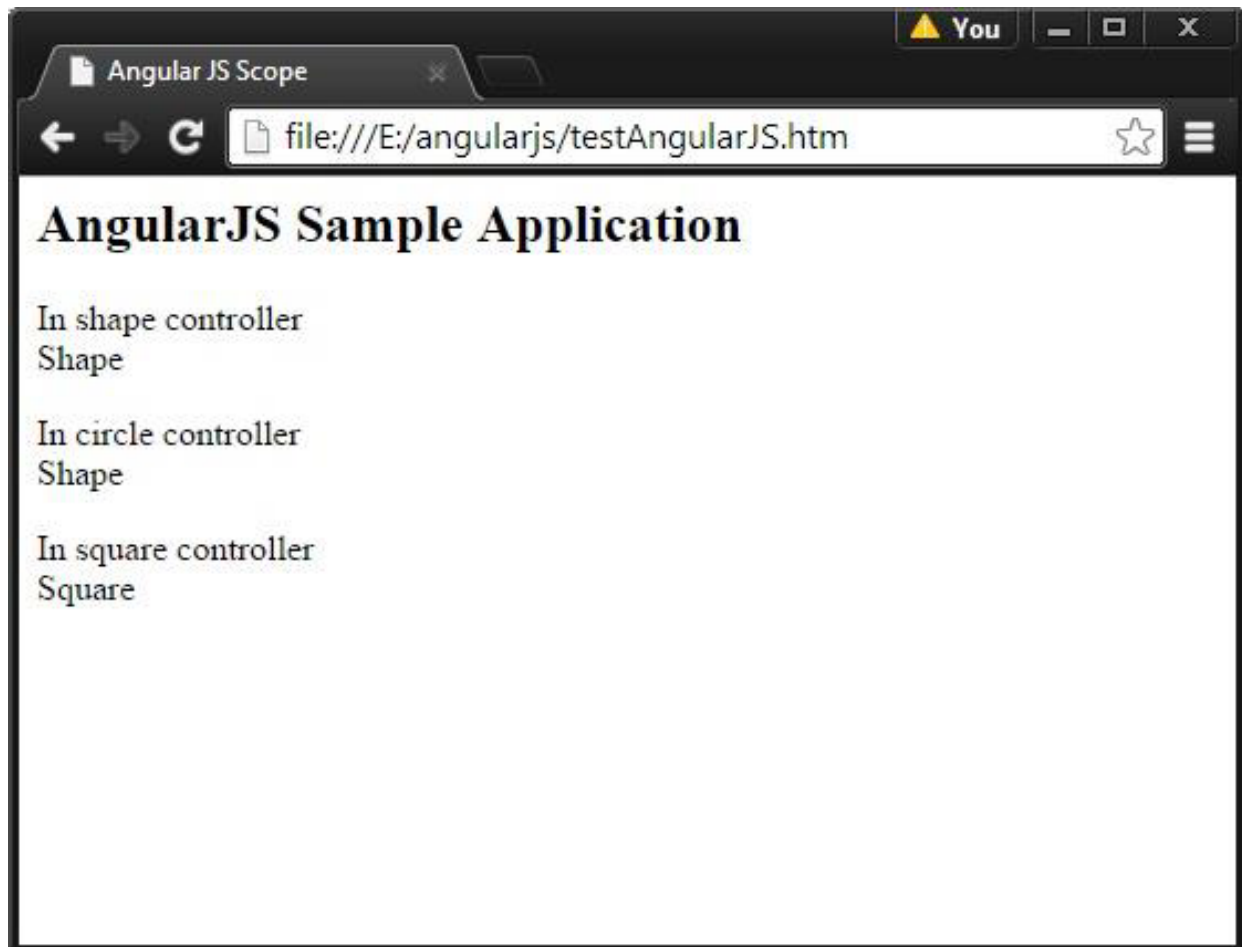 You
Angular JS Scope
file:///E:/angularjs/testAngularJS.htm
AngularJS Sample Application
In shape controller
Shape
In circle controller
Shape
In square controller
Square